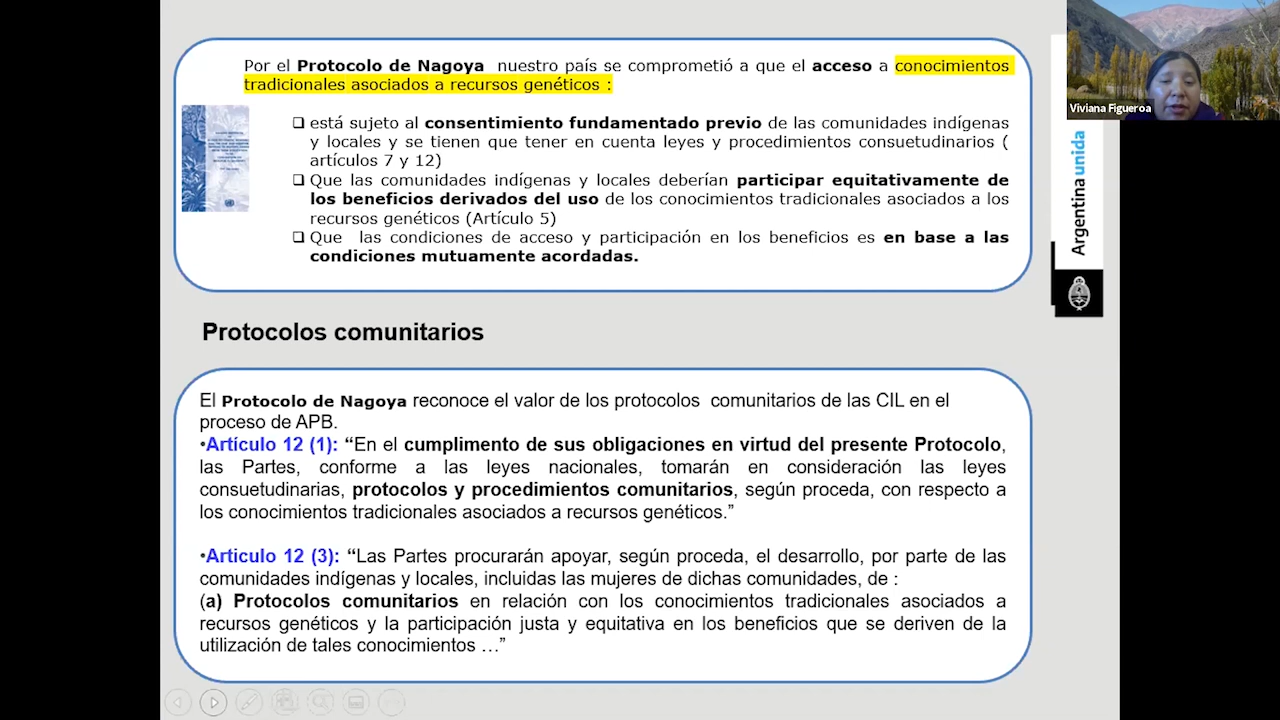 Por el Protocolo de Nagoya nuestro país se comprometió a que el acceso a conocimientos
tradicionales asociados a recursos genéticos :
❑ está sujeto al consentimiento fundamentado previo de las comunidades indígenas
y locales y se tienen que tener en cuenta leyes y procedimientos consuetudinarios (
artículos 7 y 12)
❑ Que las comunidades indígenas y locales deberían participar equitativamente de
los beneficios derivados del uso de los conocimientos tradicionales asociados a los
recursos genéticos (Artículo 5)
❑ Que las condiciones de acceso y participación en los beneficios es en base a las
condiciones mutuamente acordadas.
Viviana Figueroa
Argentina unida
Protocolos comunitarios
El Protocolo de Nagoya reconoce el valor de los protocolos comunitarios de las CIL en el
proceso de APB.
•Artículo 12 (1): “En el cumplimento de sus obligaciones en virtud del presente Protocolo,
las Partes, conforme a las leyes nacionales, tomarán en consideración las leyes
consuetudinarias, protocolos y procedimientos comunitarios, según proceda, con respecto a
los conocimientos tradicionales asociados a recursos genéticos.”
•Articulo 12 (3): “Las Partes procurarán apoyar, según proceda, el desarrollo, por parte de las
comunidades indígenas y locales, incluidas las mujeres de dichas comunidades, de :
(a) Protocolos comunitarios en relación con los conocimientos tradicionales asociados a
recursos genéticos y la participación justa y equitativa en los beneficios que se deriven de la
utilización de tales conocimientos …”